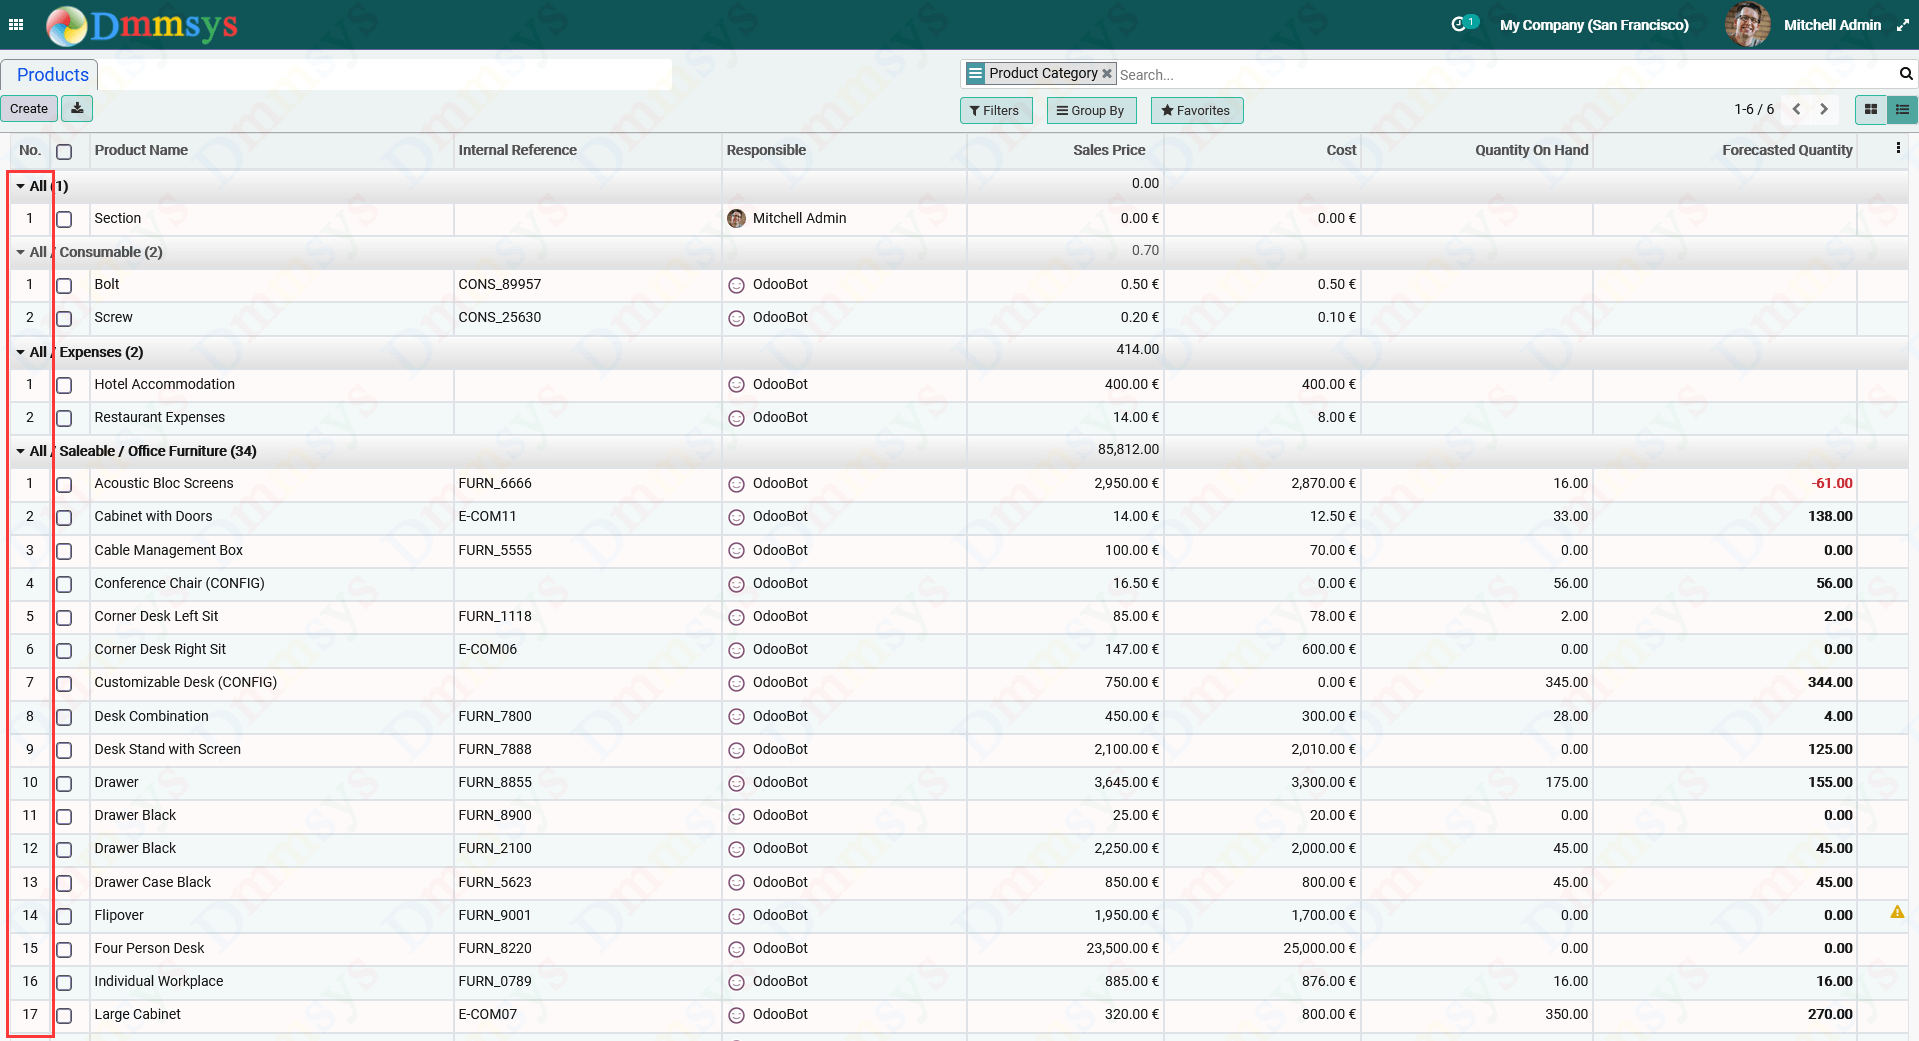 Dmmsys 1 My Company (San Francisco) Mitchell Admin
Products
Product Category Search...
Create
Filters Group By Favorites 1-6 / 6
No. Product Name Internal Reference Responsible Sales Price Cost Quantity On Hand Forecasted Quantity
All (1) 0.00
1 Section Mitchell Admin 0.00 € 0.00 €
All / Consumable (2) 0.70
1 Bolt CONS_89957 OdooBot 0.50 € 0.50 €
2 Screw CONS_25630 OdooBot 0.20 € 0.10 €
All / Expenses (2) 414.00
1 Hotel Accommodation OdooBot 400.00 € 400.00 €
2 Restaurant Expenses OdooBot 14.00 € 8.00 €
All / Saleable / Office Furniture (34) 85,812.00
1 Acoustic Bloc Screens FURN_6666 OdooBot 2,950.00 € 2,870.00 € 16.00 -61.00
2 Cabinet with Doors E-COM11 OdooBot 14.00 € 12.50 € 33.00 138.00
3 Cable Management Box FURN_5555 OdooBot 100.00 € 70.00 € 0.00 0.00
4 Conference Chair (CONFIG) OdooBot 16.50 € 0.00 € 56.00 56.00
5 Corner Desk Left Sit FURN_1118 OdooBot 85.00 € 78.00 € 2.00 2.00
6 Corner Desk Right Sit E-COM06 OdooBot 147.00 € 600.00 € 0.00 0.00
7 Customizable Desk (CONFIG) OdooBot 750.00 € 0.00 € 345.00 344.00
8 Desk Combination FURN_7800 OdooBot 450.00 € 300.00 € 28.00 4.00
9 Desk Stand with Screen FURN_7888 OdooBot 2,100.00 € 2,010.00 € 0.00 125.00
10 Drawer FURN_8855 OdooBot 3,645.00 € 3,300.00 € 175.00 155.00
11 Drawer Black FURN_8900 OdooBot 25.00 € 20.00 € 0.00 0.00
12 Drawer Black FURN_2100 OdooBot 2,250.00 € 2,000.00 € 45.00 45.00
13 Drawer Case Black FURN_5623 OdooBot 850.00 € 800.00 € 45.00 45.00
14 Flipover FURN_9001 OdooBot 1,950.00 € 1,700.00 € 0.00 0.00
15 Four Person Desk FURN_8220 OdooBot 23,500.00 € 25,000.00 € 0.00 0.00
16 Individual Workplace FURN_0789 OdooBot 885.00 € 876.00 € 16.00 16.00
17 Large Cabinet E-COM07 OdooBot 320.00 € 800.00 € 350.00 270.00